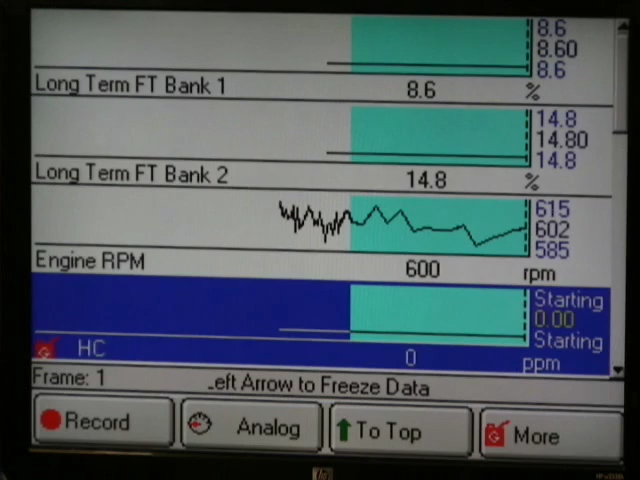 8.6
8.60
8.6
Long Term FT Bank 1 8.6 %
14.8
14.80
14.8
Long Term FT Bank 2 14.8 %
615
602
585
Engine RPM 600 rpm
Starting
0.00
Starting
G HC 0 ppm
Frame: 1 _eft Arrow to Freeze Data
Record Analog To Top G More
hp